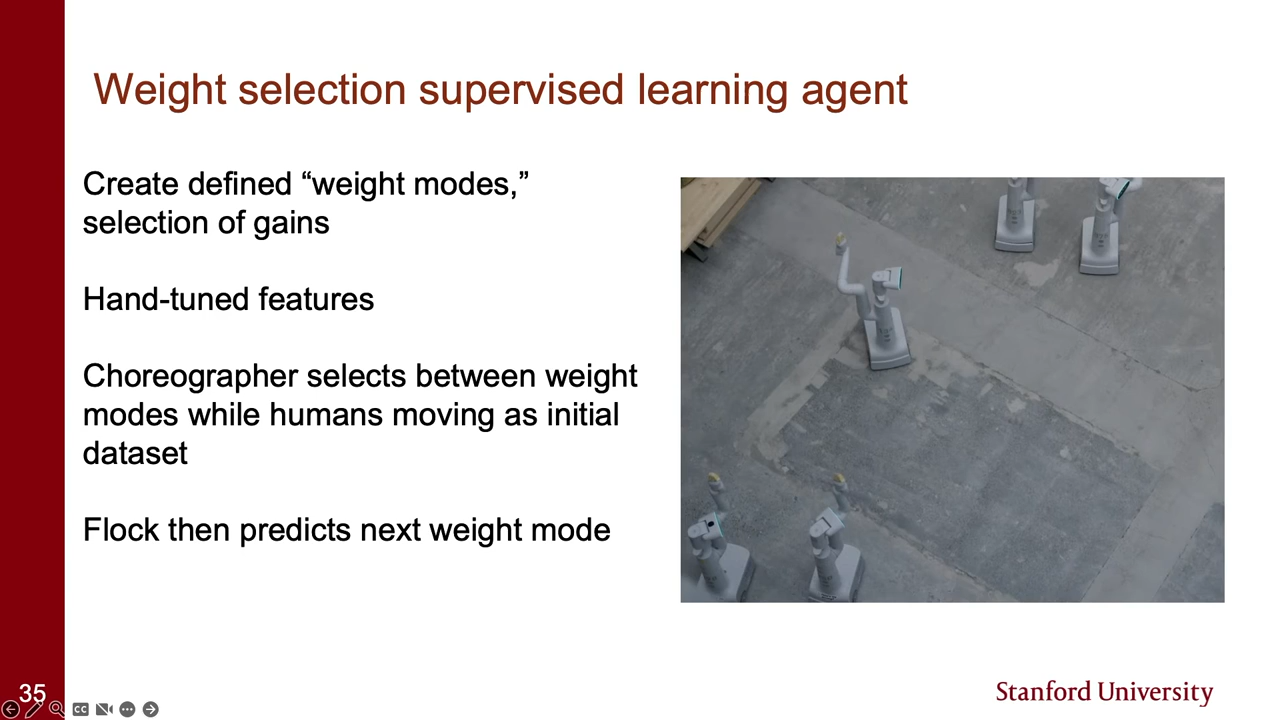 Weight selection supervised learning agent
Create defined “weight modes,”
selection of gains
Hand-tuned features
Choreographer selects between weight
modes while humans moving as initial
dataset
Flock then predicts next weight mode
35
CC
Stanford University